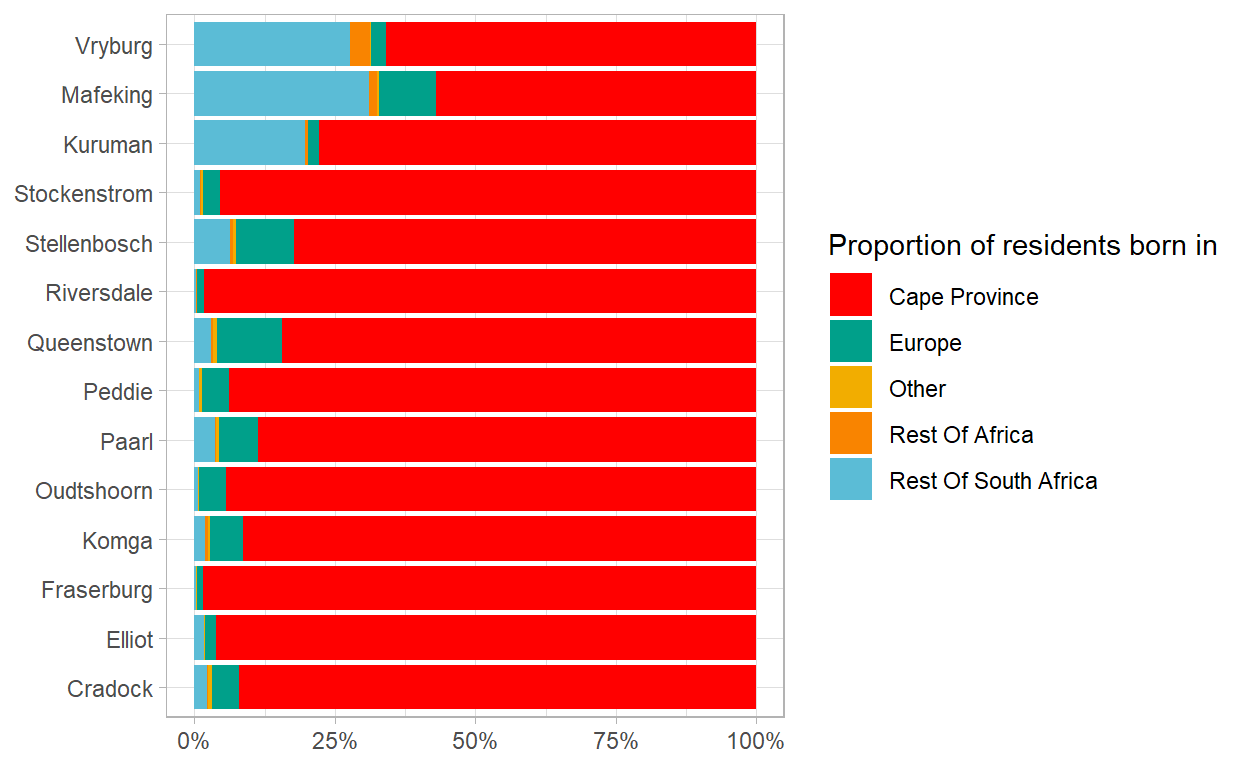 Vryburg
Mafeking
Kuruman
Stockenstrom
Stellenbosch
Riversdale
Queenstown
Peddie
Paarl
Oudtshoorn
Komga
Fraserburg
Elliot
Cradock
0% 25% 50% 75% 100%
Proportion of residents born in
Cape Province
Europe
Other
Rest Of Africa
Rest Of South Africa